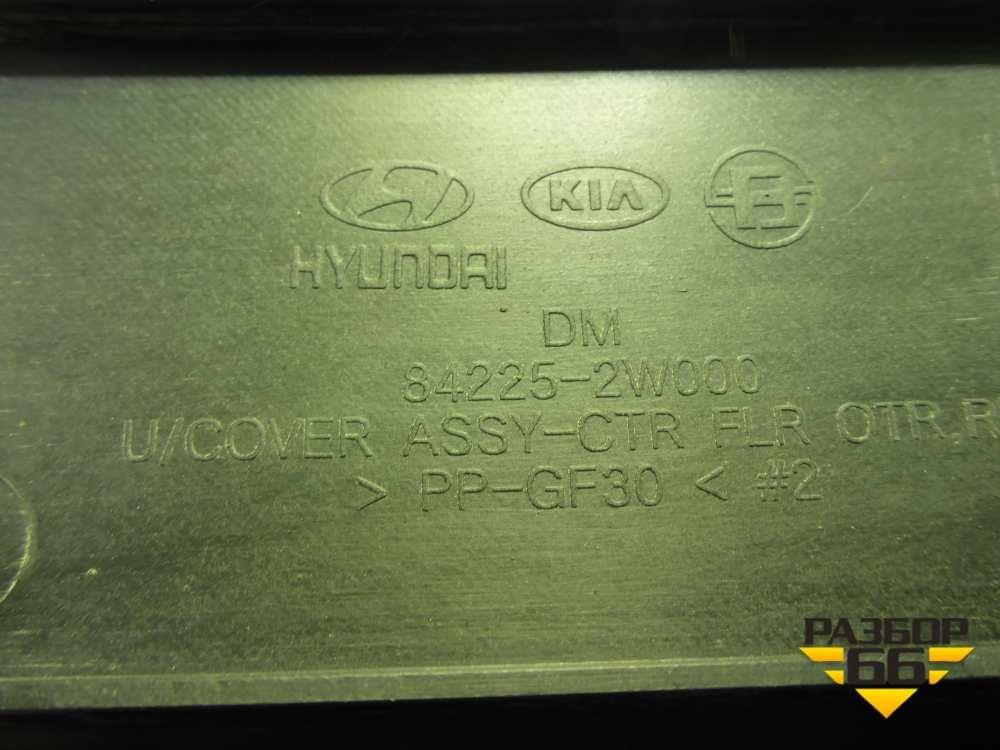 KIA
HYUNDAI
DM
84225-2W000
U/COVER ASSY-CTR FLR OTR,R
> PP-GF30 < #2
РАЗБОР
66